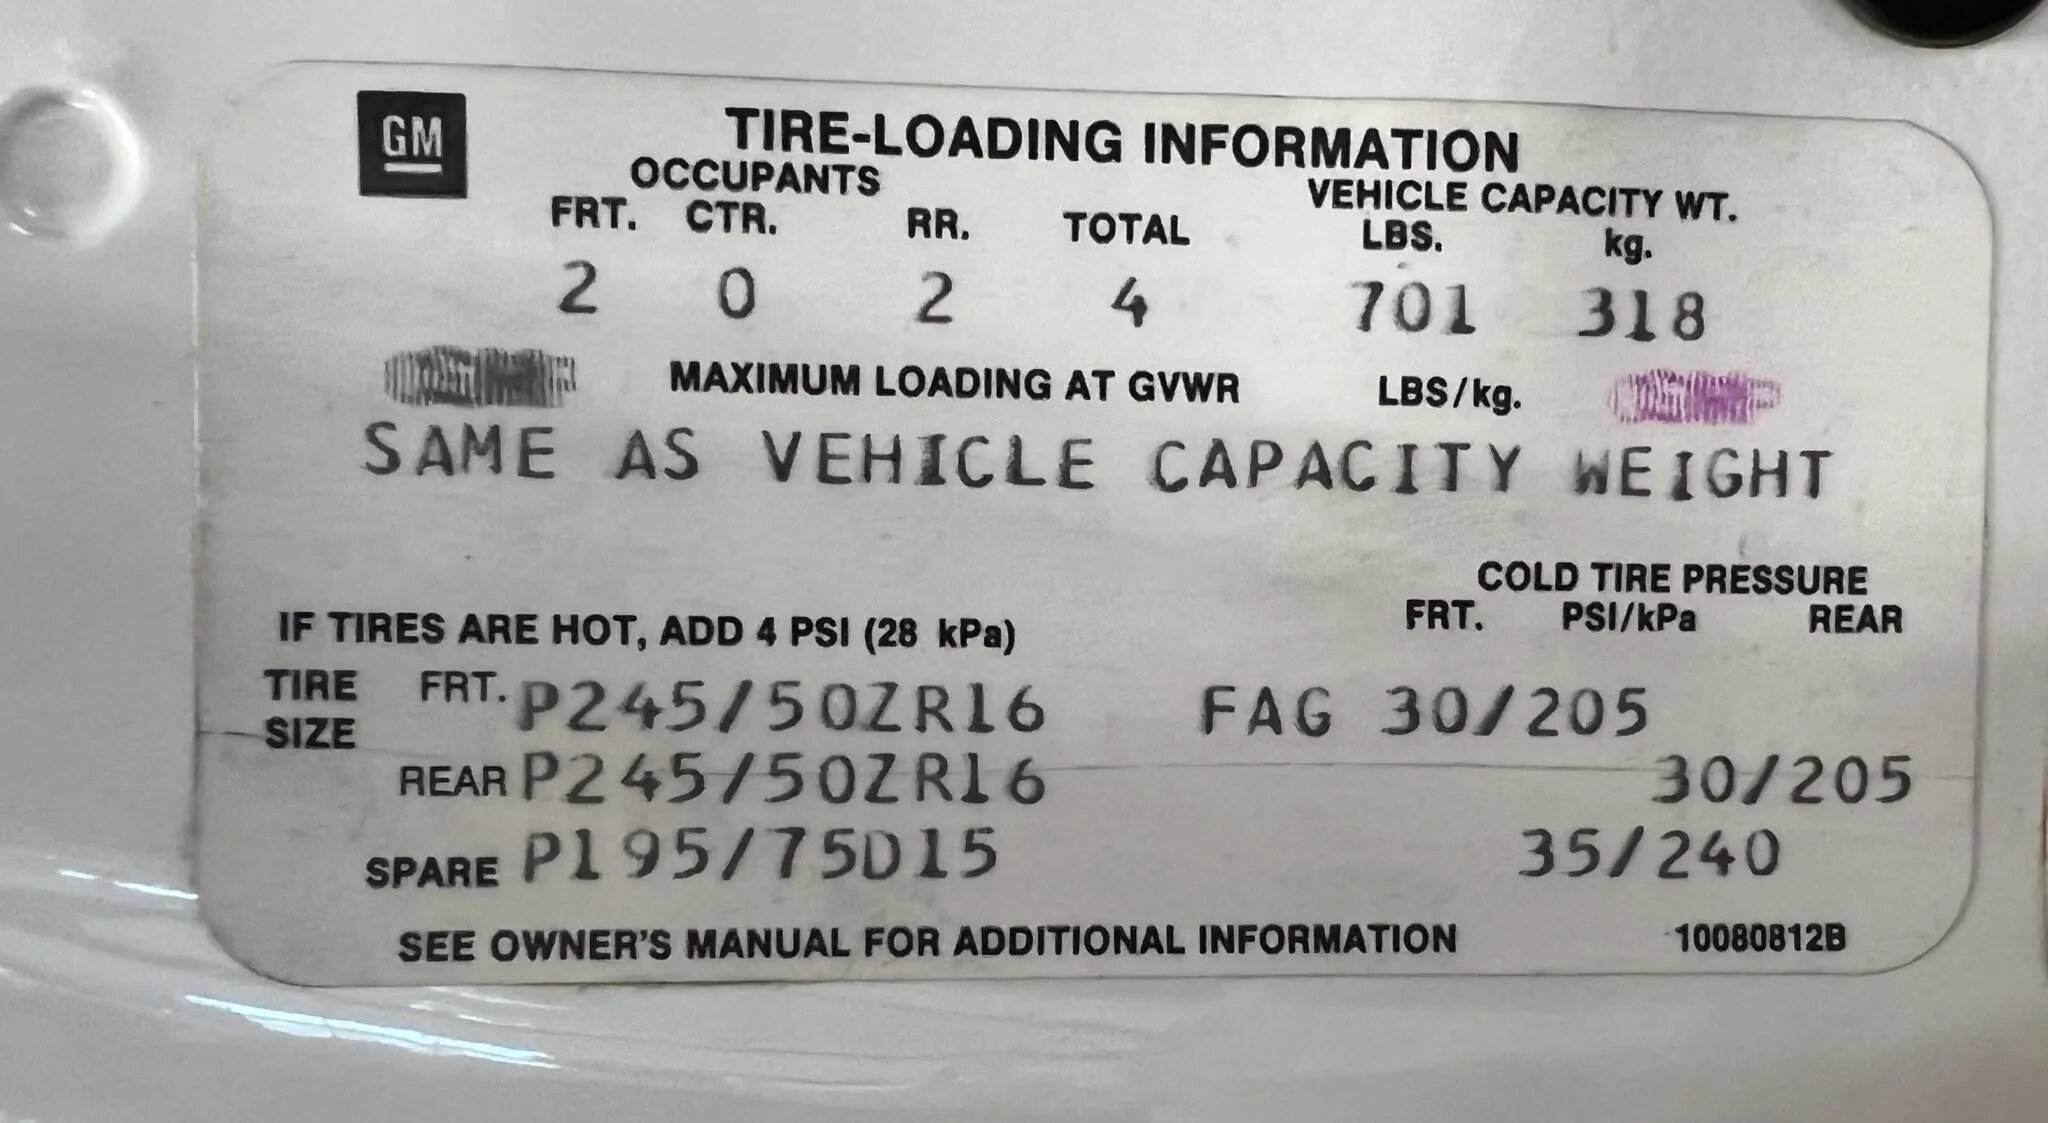 GM
TIRE-LOADING INFORMATION
OCCUPANTS VEHICLE CAPACITY WT.
FRT. CTR. RR. TOTAL LBS. kg.
2 0 2 4 701 318
MAXIMUM LOADING AT GVWR LBS/kg.
SAME AS VEHICLE CAPACITY WEIGHT
COLD TIRE PRESSURE
IF TIRES ARE HOT, ADD 4 PSI (28 kPa) FRT. PSI/kPa REAR
TIRE SIZE FRT. P245/50ZR16 FAG 30/205
REAR P245/50ZR16 30/205
SPARE P195/75D15 35/240
SEE OWNER'S MANUAL FOR ADDITIONAL INFORMATION 10080812B